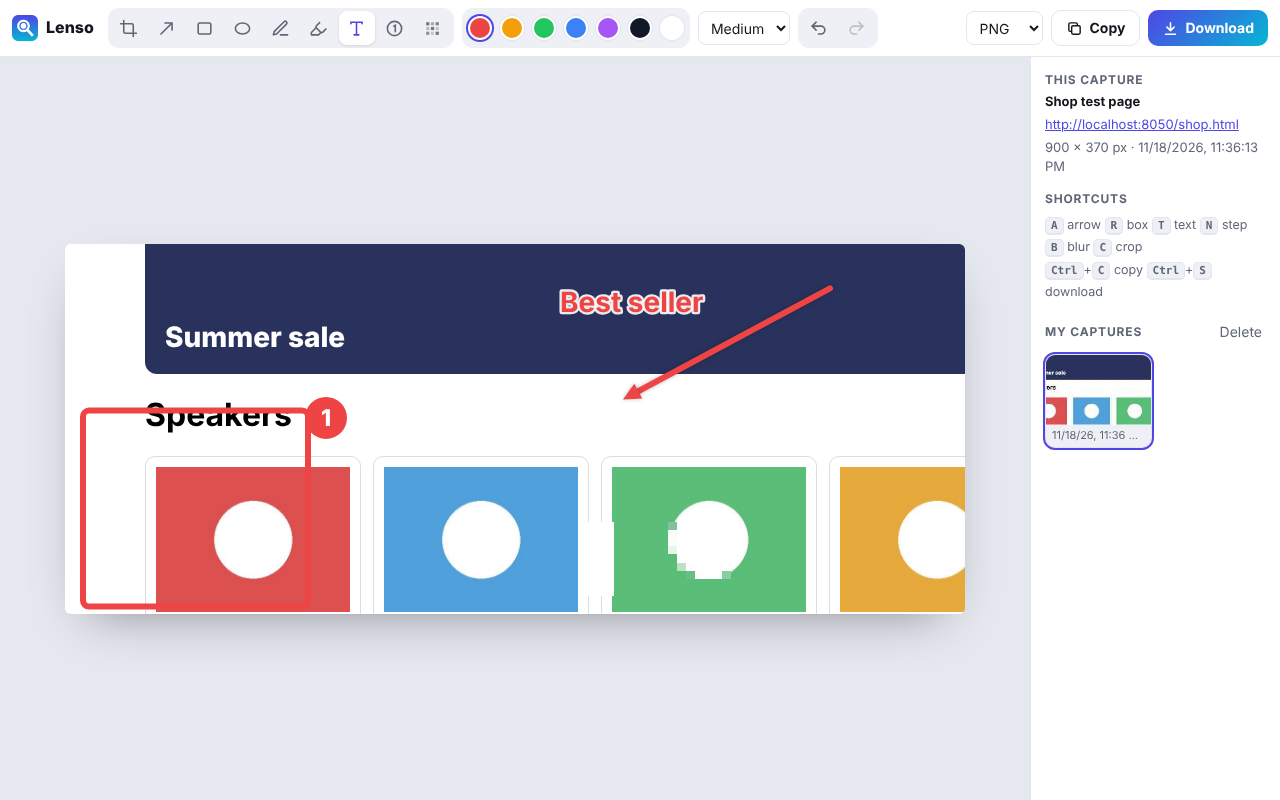 Lenso
T
1
Medium
PNG
Copy
Download
THIS CAPTURE
Shop test page
http://localhost:8050/shop.html
900 × 370 px · 11/18/2026, 11:36:13
PM
SHORTCUTS
A arrow R box T text N step
B blur C crop
Ctrl + C copy Ctrl + S
download
MY CAPTURES Delete
11/18/26, 11:36 ...
Best seller
Summer sale
Speakers
1